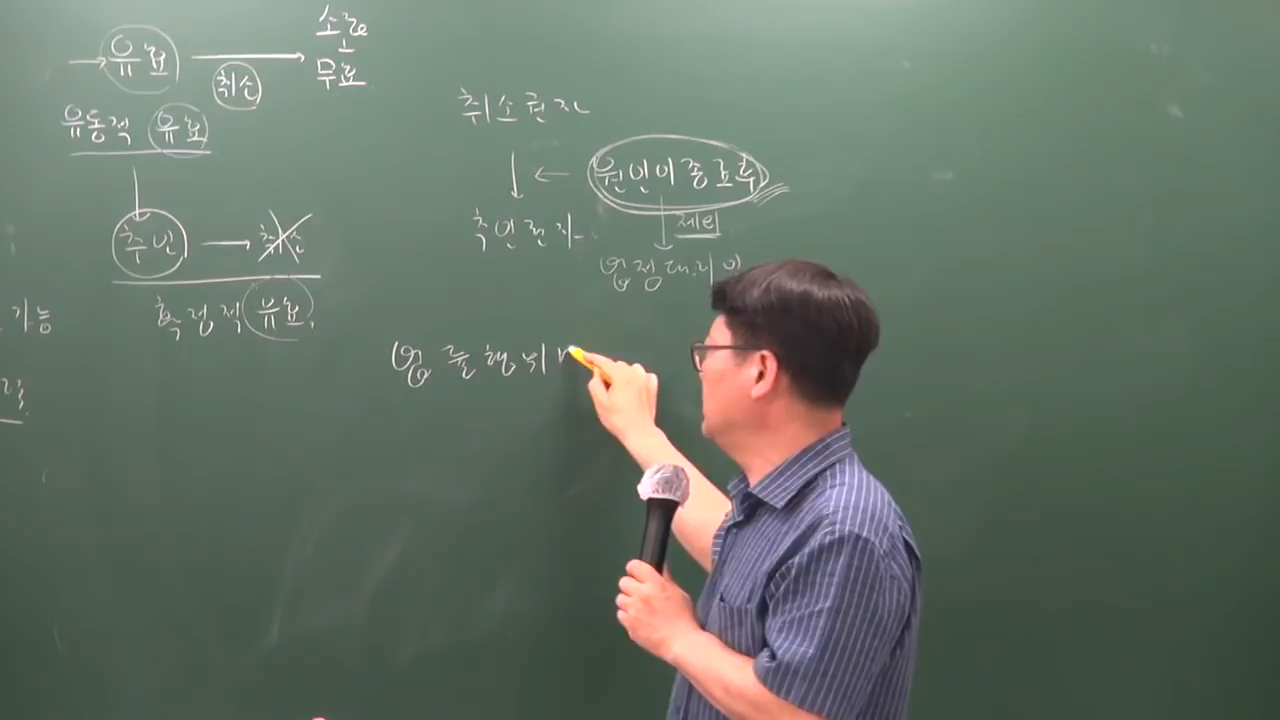 → 유효 → 소급
취소 무효
유동적 유효
취소권자
← 원인이종료후
추인 → 취소
추인권자
제외
법정대리인
확정적 유효
가능
법률행위